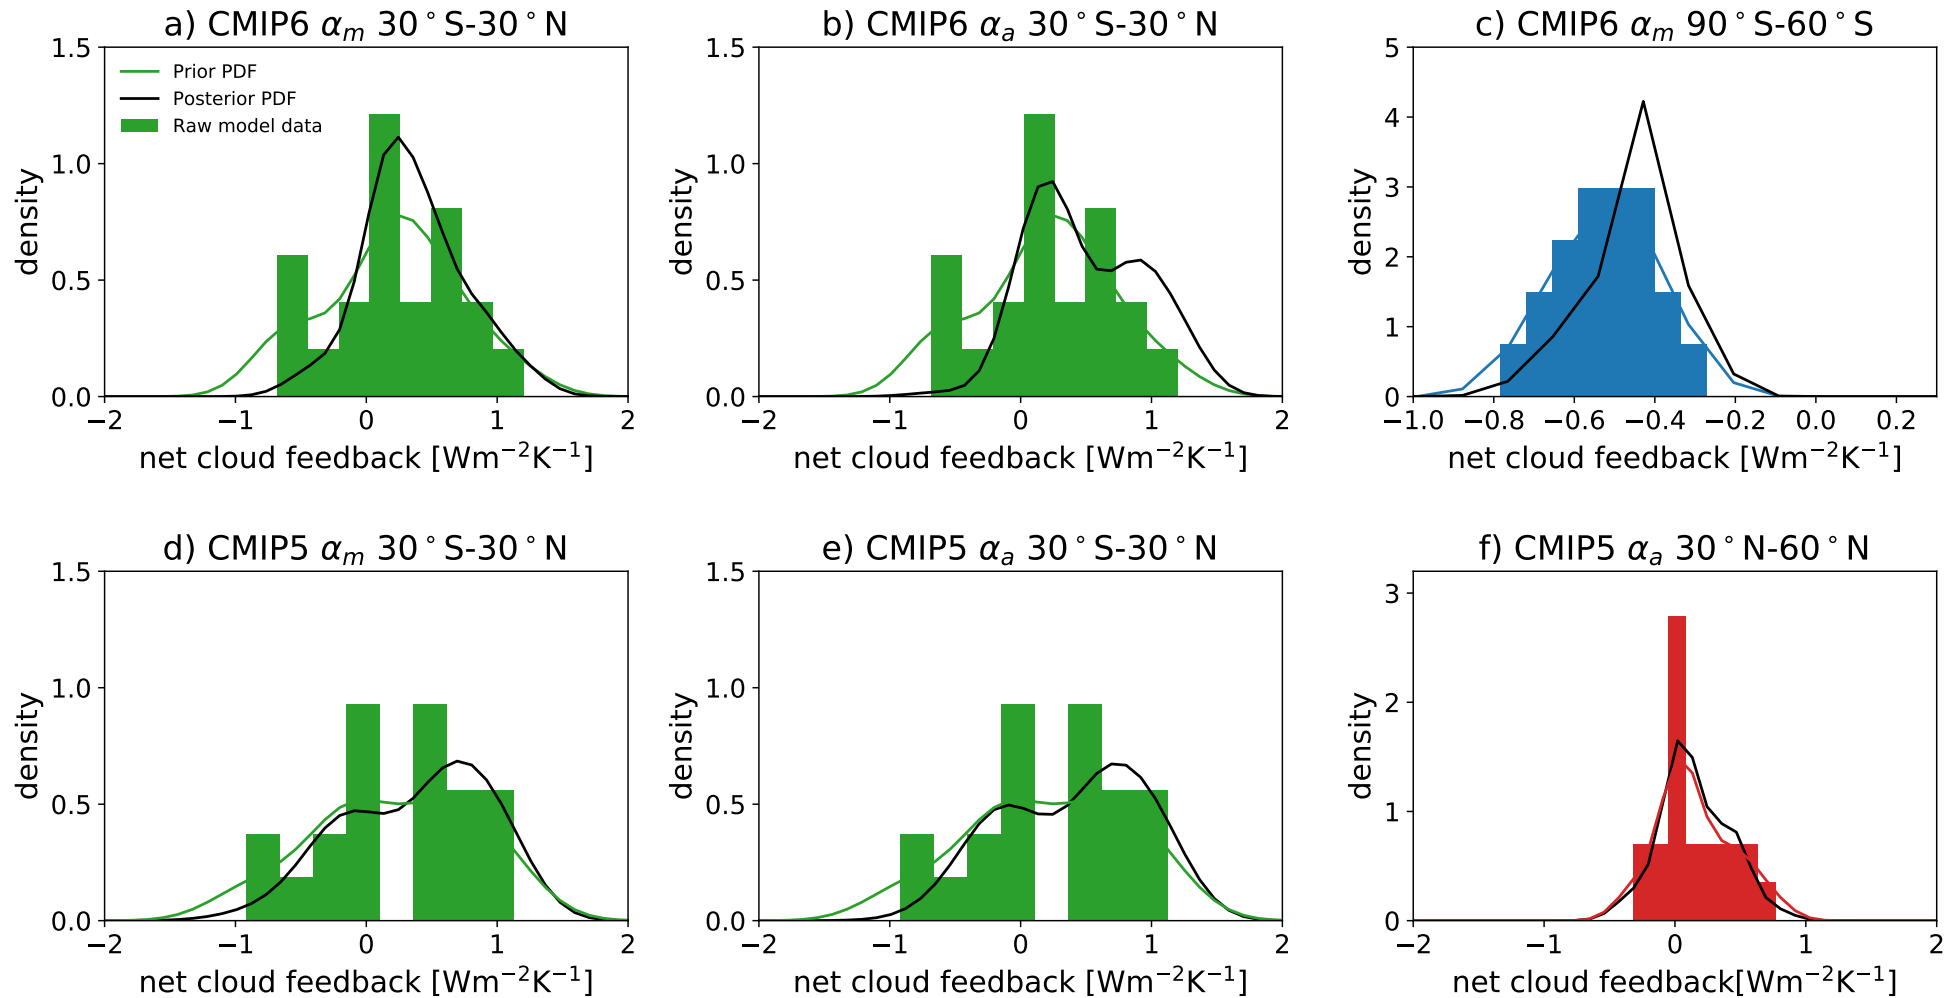 a) CMIP6 αm 30°S-30°N
1.5
1.0
0.5
0.0
density
Prior PDF
Posterior PDF
Raw model data
−2 −1 0 1 2
net cloud feedback [Wm−2K−1]
b) CMIP6 αa 30°S-30°N
1.5
1.0
0.5
0.0
density
−2 −1 0 1 2
net cloud feedback [Wm−2K−1]
c) CMIP6 αm 90°S-60°S
5
4
3
2
1
0
density
−1.0 −0.8 −0.6 −0.4 −0.2 0.0 0.2
net cloud feedback [Wm−2K−1]
d) CMIP5 αm 30°S-30°N
1.5
1.0
0.5
0.0
density
−2 −1 0 1 2
net cloud feedback [Wm−2K−1]
e) CMIP5 αa 30°S-30°N
1.5
1.0
0.5
0.0
density
−2 −1 0 1 2
net cloud feedback [Wm−2K−1]
f) CMIP5 αa 30°N-60°N
3
2
1
0
density
−2 −1 0 1 2
net cloud feedback[Wm−2K−1]